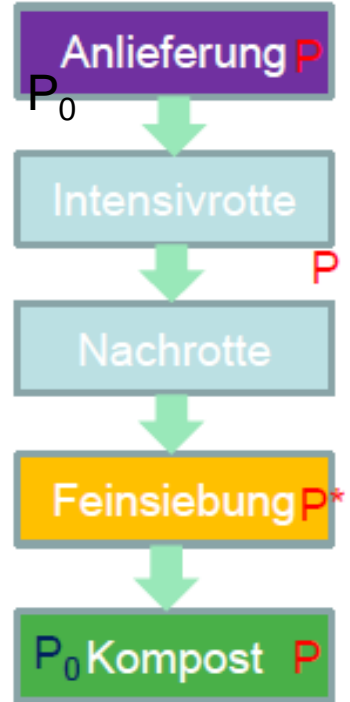 Anlieferung P
P₀
Intensivrotte
P
Nachrotte
Feinsiebung P*
P₀ Kompost P